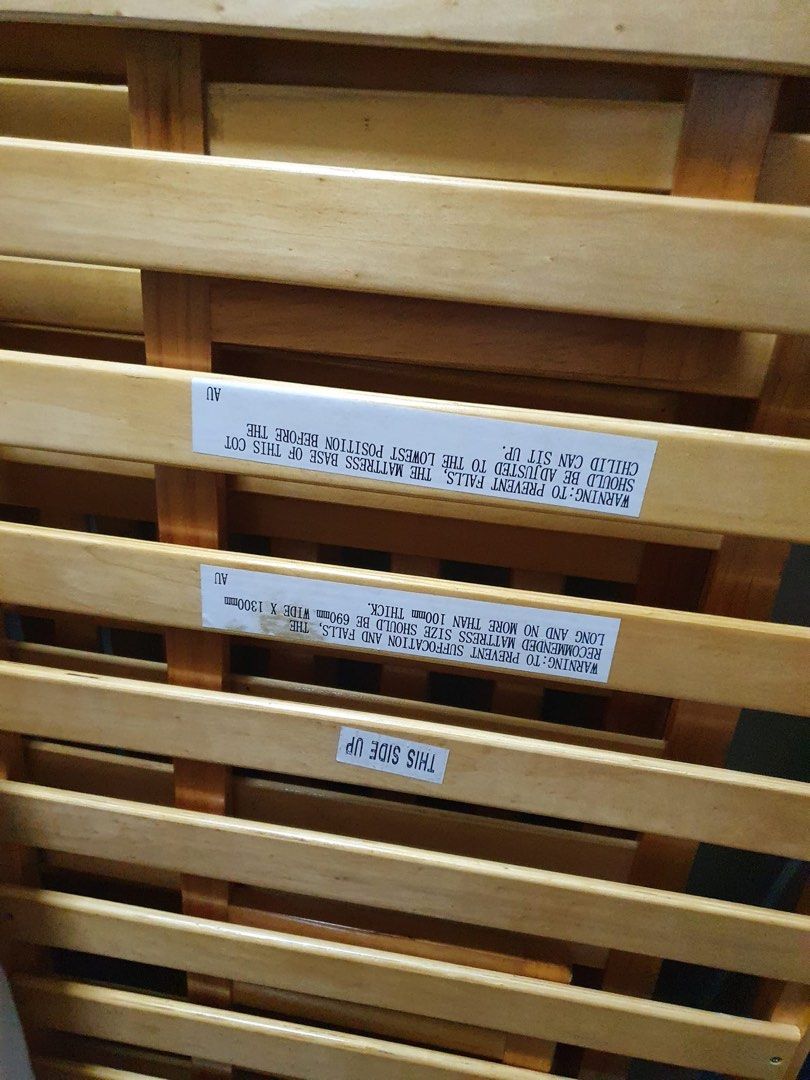 THIS SIDE UP
WARNING:TO PREVENT SUFFOCATION AND FALLS, THE
RECOMMENDED MATTRESS SIZE SHOULD BE 690mm WIDE X 1300mm
LONG AND NO MORE THAN 100mm THICK.
AU
WARNING:TO PREVENT FALLS, THE MATTRESS BASE OF THIS COT
SHOULD BE ADJUSTED TO THE LOWEST POSITION BEFORE THE
CHILID CAN SIT UP.
AU